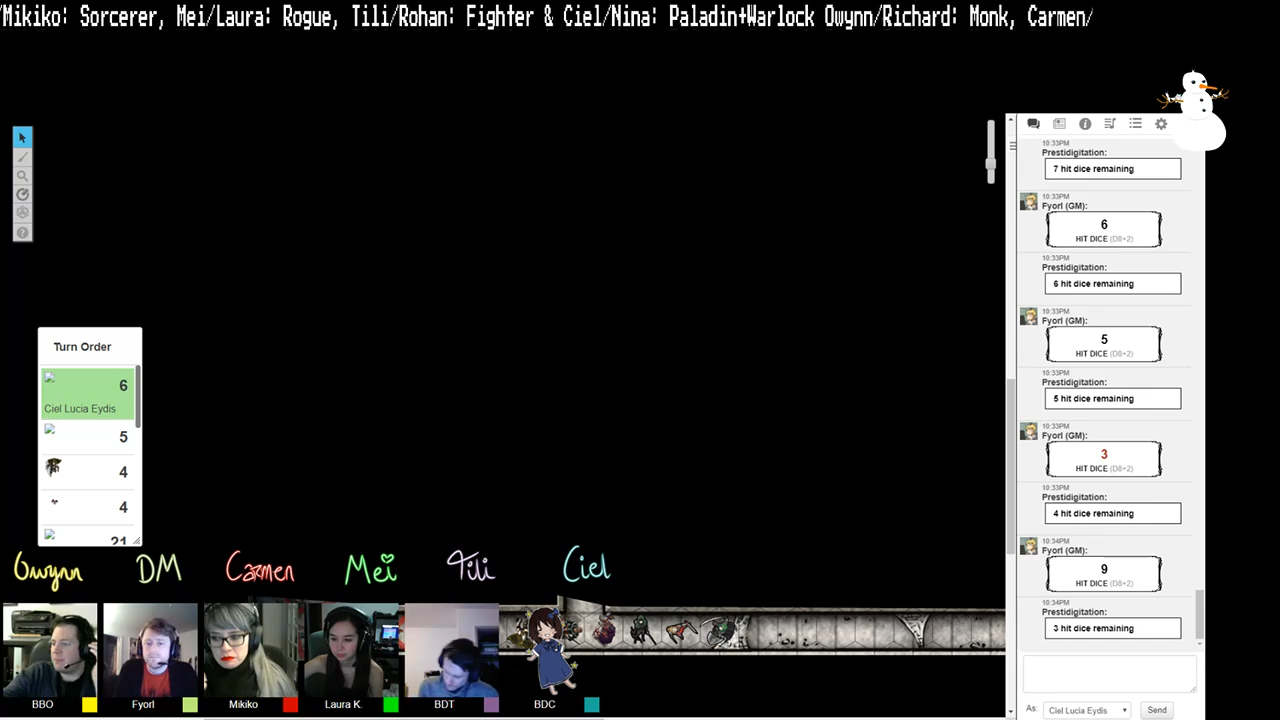 /Mikiko: Sorcerer, Mei/Laura: Rogue, Tili/Rohan: Fighter & Ciel/Nina: Paladin+Warlock Owynn/Richard: Monk, Carmen/
10:33PM
Prestidigitation:
7 hit dice remaining
10:33PM
Fyorl (GM):
6
HIT DICE (D8+2)
10:33PM
Prestidigitation:
6 hit dice remaining
10:33PM
Fyorl (GM):
5
HIT DICE (D8+2)
10:33PM
Prestidigitation:
5 hit dice remaining
10:33PM
Fyorl (GM):
3
HIT DICE (D8+2)
10:33PM
Prestidigitation:
4 hit dice remaining
10:34PM
Fyorl (GM):
9
HIT DICE (D8+2)
10:34PM
Prestidigitation:
3 hit dice remaining
As: Ciel Lucia Eydis Send
Turn Order
6
Ciel Lucia Eydis
5
4
4
21
Owynn DM Carmen Mei Tili Ciel
BBO Fyorl Mikiko Laura K. BDT BDC